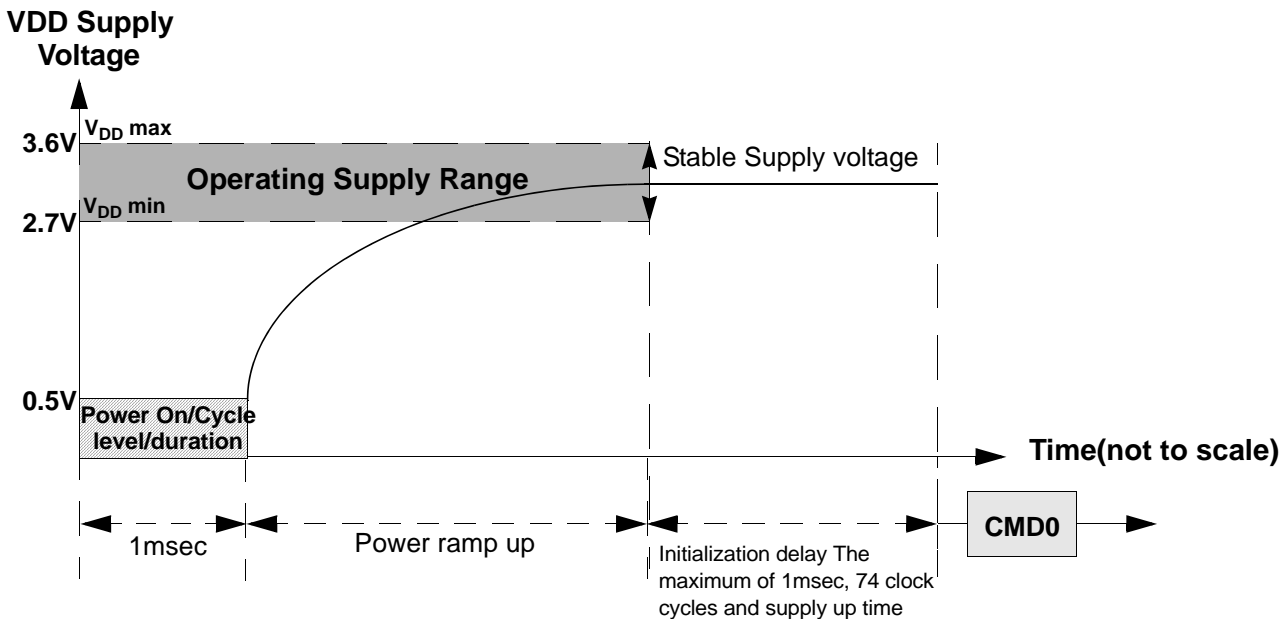 VDD Supply
Voltage
VDD max
3.6V
Stable Supply voltage
Operating Supply Range
VDD min
2.7V
0.5V
Power On/Cycle
level/duration
Time(not to scale)
1msec
Power ramp up
CMD0
Initialization delay The
maximum of 1msec, 74 clock
cycles and supply up time